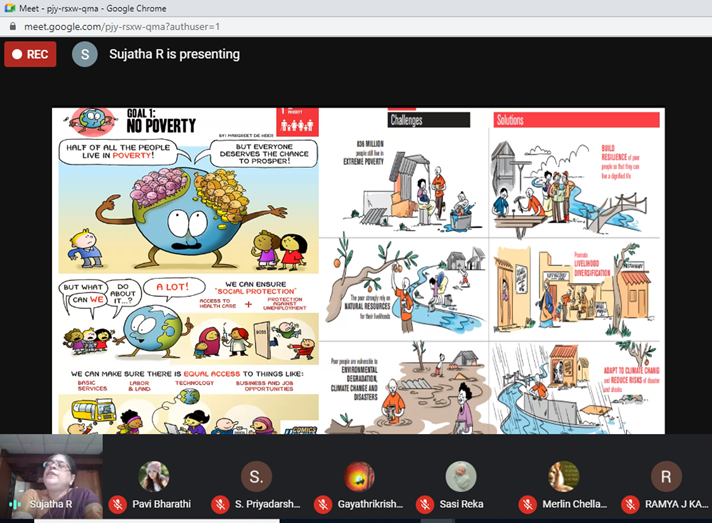 Meet - pjy-rsxw-qma - Google Chrome
meet.google.com/pjy-rsxw-qma?authuser=1
REC
S
Sujatha R is presenting
GOAL 1:
NO POVERTY
BY: MARGREET DE HEER
POVERTY
HALF OF ALL THE PEOPLE
LIVE IN POVERTY!
BUT EVERYONE
DESERVES THE CHANCE
TO PROSPER!
BUT WHAT
CAN WE
DO
ABOUT
IT...?
A LOT!
WE CAN ENSURE
"SOCIAL PROTECTION"
ACCESS TO
HEALTH CARE
+
PROTECTION
AGAINST
UNEMPLOYMENT
BOSS
WE CAN MAKE SURE THERE IS EQUAL ACCESS TO THINGS LIKE:
BASIC
SERVICES
LABOR
& LAND
TECHNOLOGY
BUSINESS AND JOB
OPPORTUNITIES
COMICS
Challenges
Solutions
836 MILLION
people still live in
EXTREME POVERTY
BUILD
RESILIENCE of poor
people so that they can
live a dignified life
The poor strongly rely on
NATURAL RESOURCES
for their livelihoods
Promote
LIVELIHOOD
DIVERSIFICATION
Poor people are vulnerable to
ENVIRONMENTAL
DEGRADATION,
CLIMATE CHANGE AND
DISASTERS
ADAPT TO CLIMATE CHANG
and REDUCE RISKS of disaster
and shocks
Sujatha R
Pavi Bharathi
S.
S. Priyadarsh...
Gayathrikrish...
Sasi Reka
Merlin Chella...
R
RAMYA J KA...